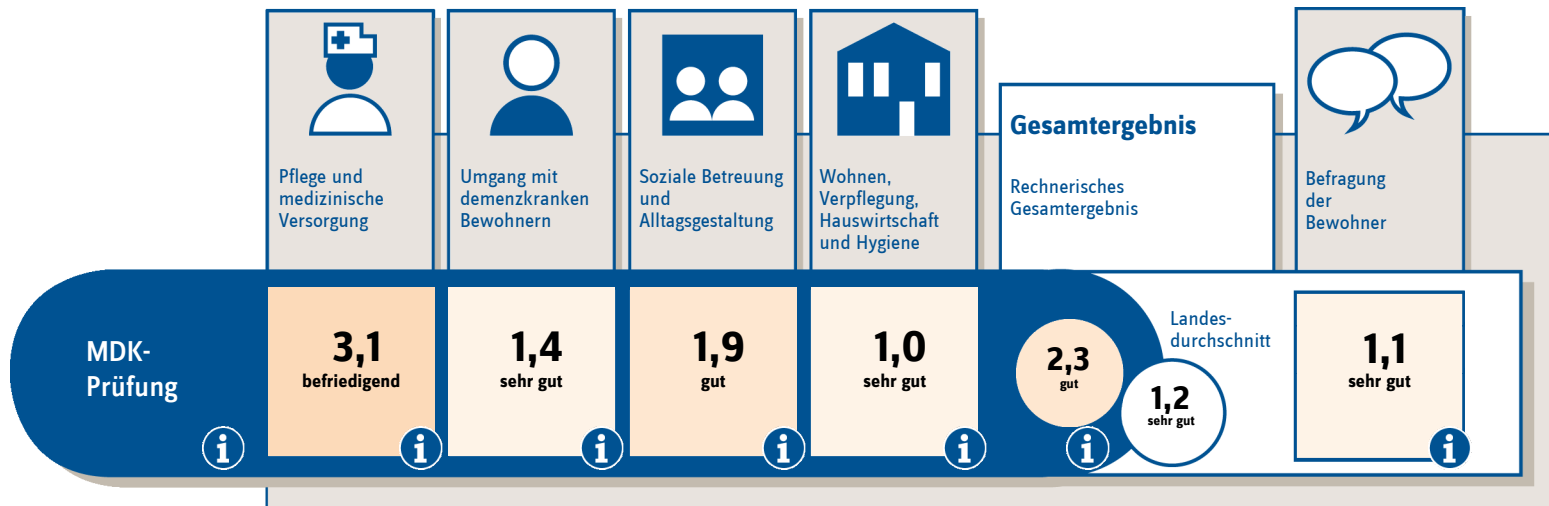 Pflege und
medizinische
Versorgung
Umgang mit
demenzkranken
Bewohnern
Soziale Betreuung
und
Alltagsgestaltung
Wohnen,
Verpflegung,
Hauswirtschaft
und Hygiene
Gesamtergebnis
Rechnerisches
Gesamtergebnis
Befragung
der
Bewohner
MDK-
Prüfung
i
3,1
befriedigend
i
1,4
sehr gut
i
1,9
gut
i
1,0
sehr gut
i
2,3
gut
i
Landes-
durchschnitt
1,2
sehr gut
1,1
sehr gut
i